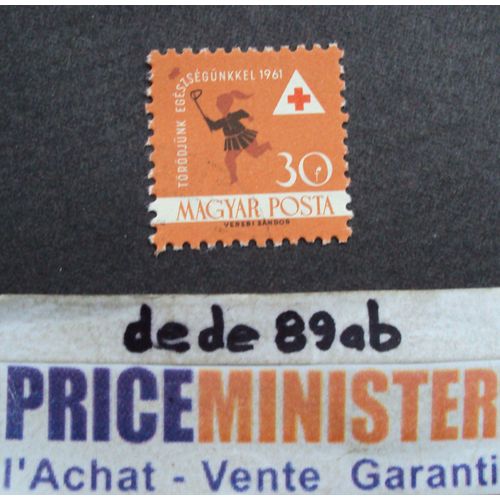 TÖRŐDJÜNK EGÉSZSÉGÜNKKEL 1961
30 f
MAGYAR POSTA
VEREBI SÁNDOR
dede 89ab
PRICEMINISTER
l'Achat - Vente Garanti